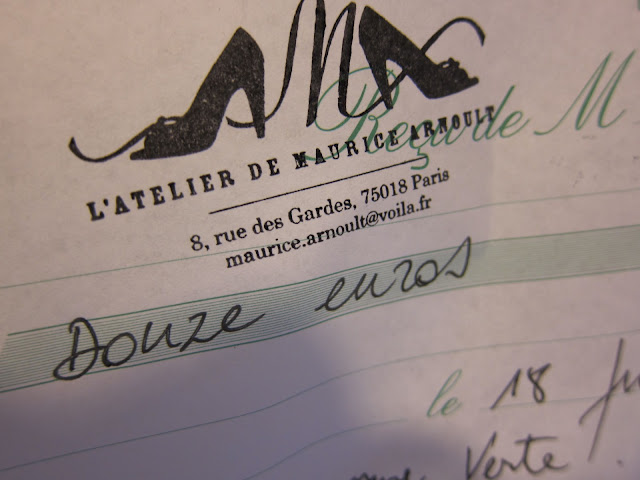 AMA
Reçu de M
L'ATELIER DE MAURICE ARNOULT
8, rue des Gardes, 75018 Paris
maurice.arnoult@voila.fr
Douze euros
le 18
Verte